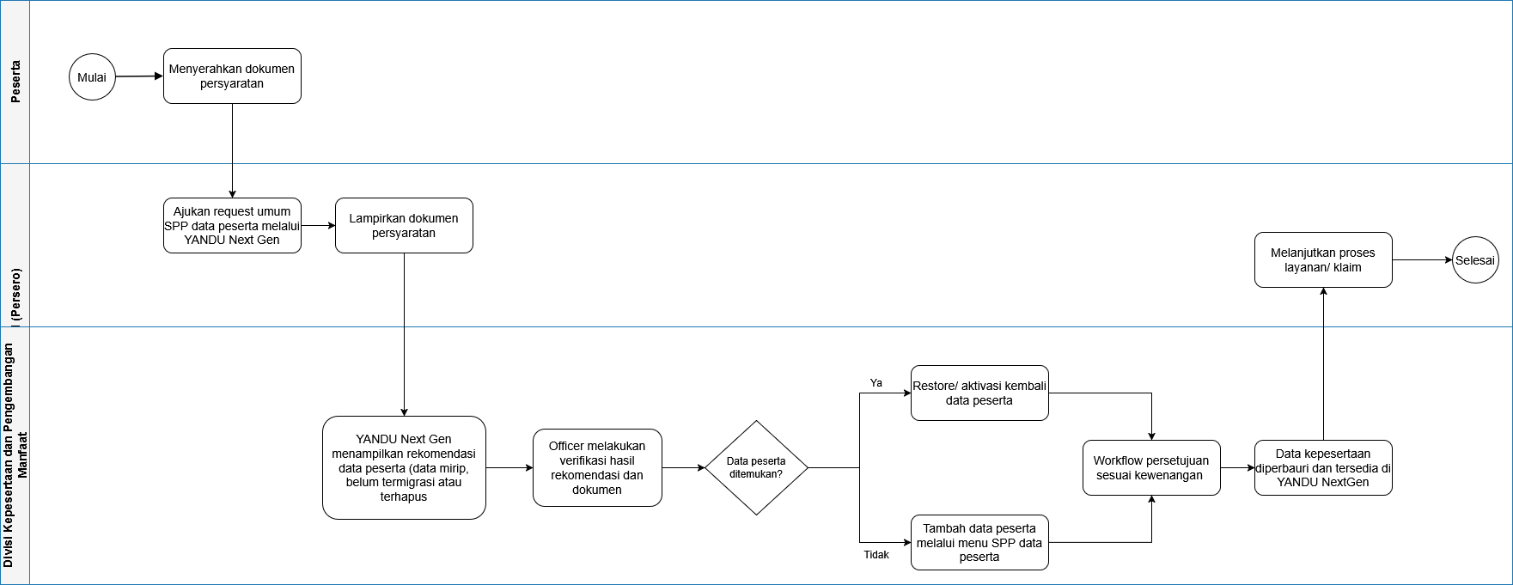 Peserta
Mulai
Menyerahkan dokumen
persyaratan
(Persero)
Ajukan request umum
SPP data peserta melalui
YANDU Next Gen
Lampirkan dokumen
persyaratan
Melanjutkan proses
layanan/ klaim
Selesai
Divisi Kepesertaan dan Pengembangan
Manfaat
YANDU Next Gen
menampilkan rekomendasi
data peserta (data mirip,
belum termigrasi atau
terhapus
Officer melakukan
verifikasi hasil
rekomendasi dan
dokumen
Data peserta
ditemukan?
Ya
Restore/ aktivasi kembali
data peserta
Tidak
Tambah data peserta
melalui menu SPP data
peserta
Workflow persetujuan
sesuai kewenangan
Data kepesertaan
diperbauri dan tersedia di
YANDU NextGen